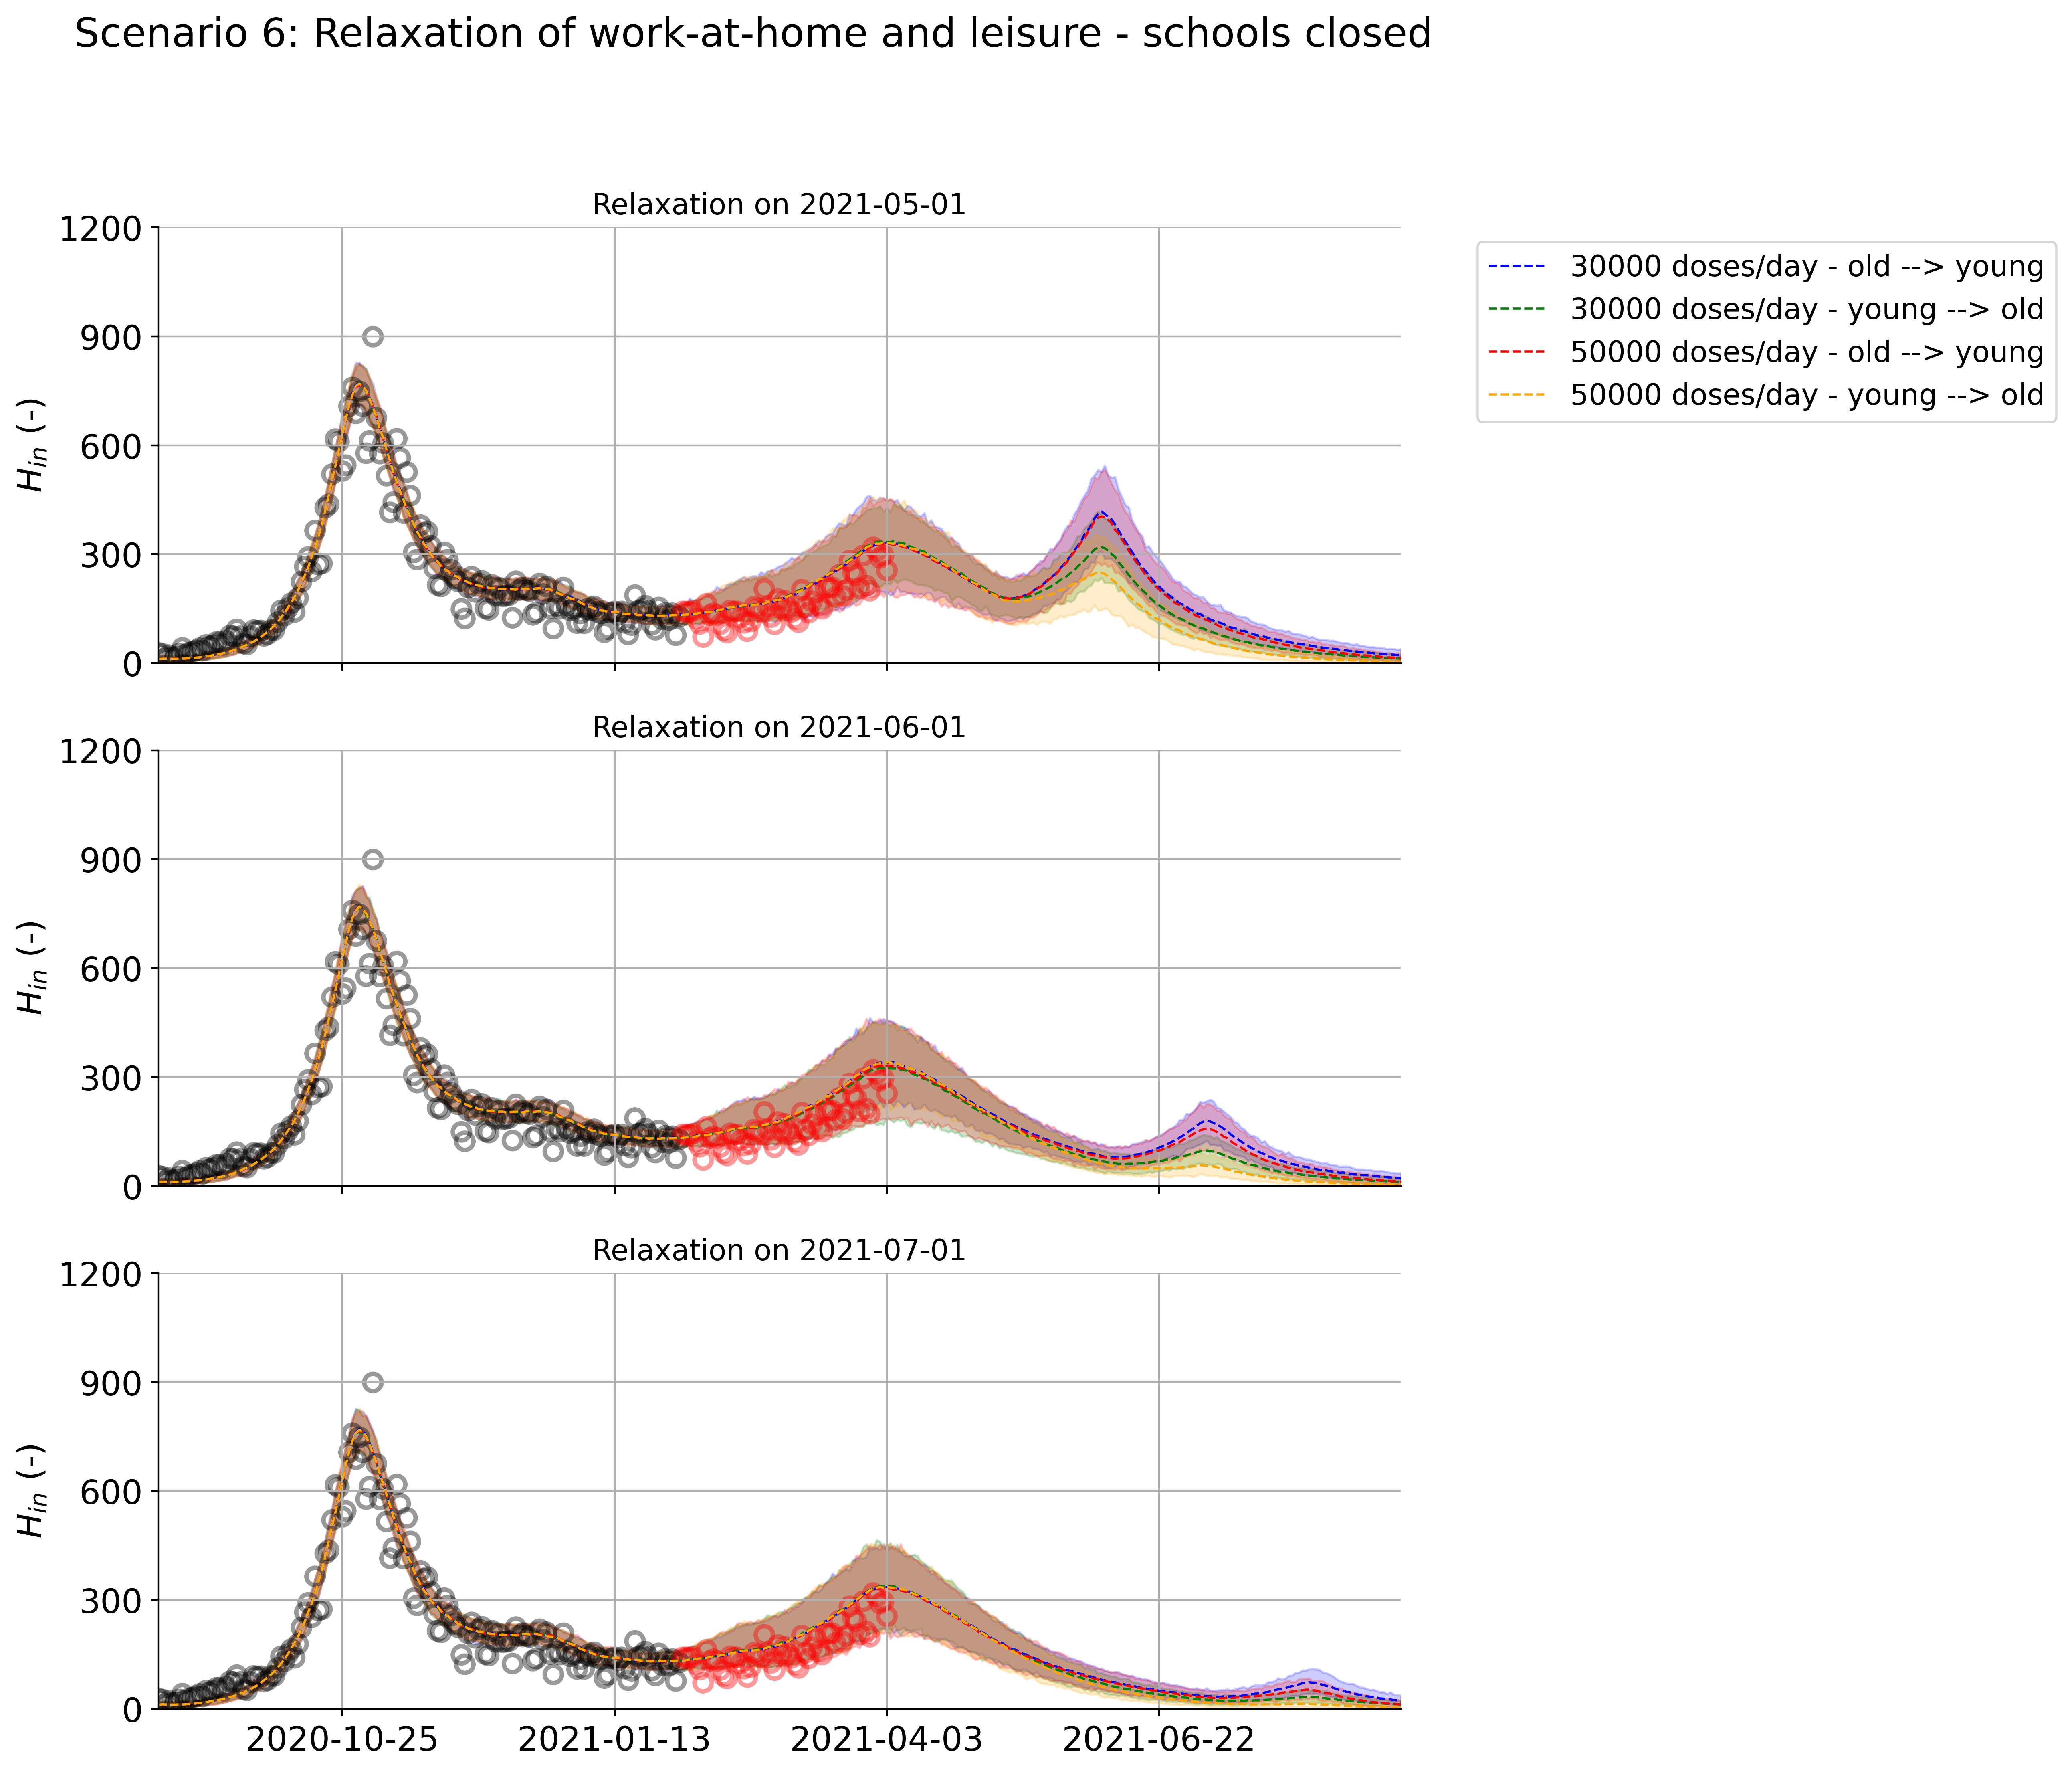 Scenario 6: Relaxation of work-at-home and leisure - schools closed
Relaxation on 2021-05-01
1200
900
600
300
0
H_in (-)
30000 doses/day - old --> young
30000 doses/day - young --> old
50000 doses/day - old --> young
50000 doses/day - young --> old
Relaxation on 2021-06-01
1200
900
600
300
0
H_in (-)
Relaxation on 2021-07-01
1200
900
600
300
0
H_in (-)
2020-10-25 2021-01-13 2021-04-03 2021-06-22